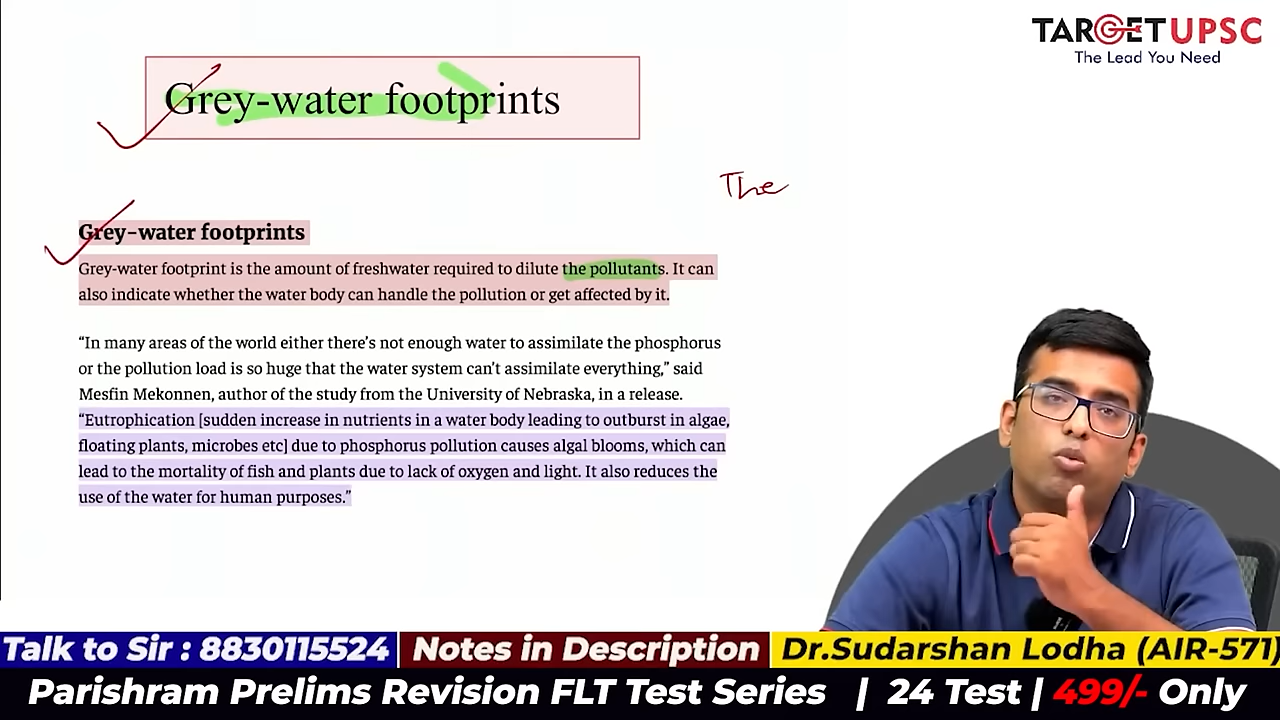 TARGET UPSC
The Lead You Need
Grey-water footprints
The
Grey-water footprints
Grey-water footprint is the amount of freshwater required to dilute the pollutants. It can
also indicate whether the water body can handle the pollution or get affected by it.
“In many areas of the world either there’s not enough water to assimilate the phosphorus
or the pollution load is so huge that the water system can’t assimilate everything,” said
Mesfin Mekonnen, author of the study from the University of Nebraska, in a release.
“Eutrophication [sudden increase in nutrients in a water body leading to outburst in algae,
floating plants, microbes etc] due to phosphorus pollution causes algal blooms, which can
lead to the mortality of fish and plants due to lack of oxygen and light. It also reduces the
use of the water for human purposes.”
Talk to Sir : 8830115524 Notes in Description Dr.Sudarshan Lodha (AIR-571)
Parishram Prelims Revision FLT Test Series | 24 Test | 499/- Only